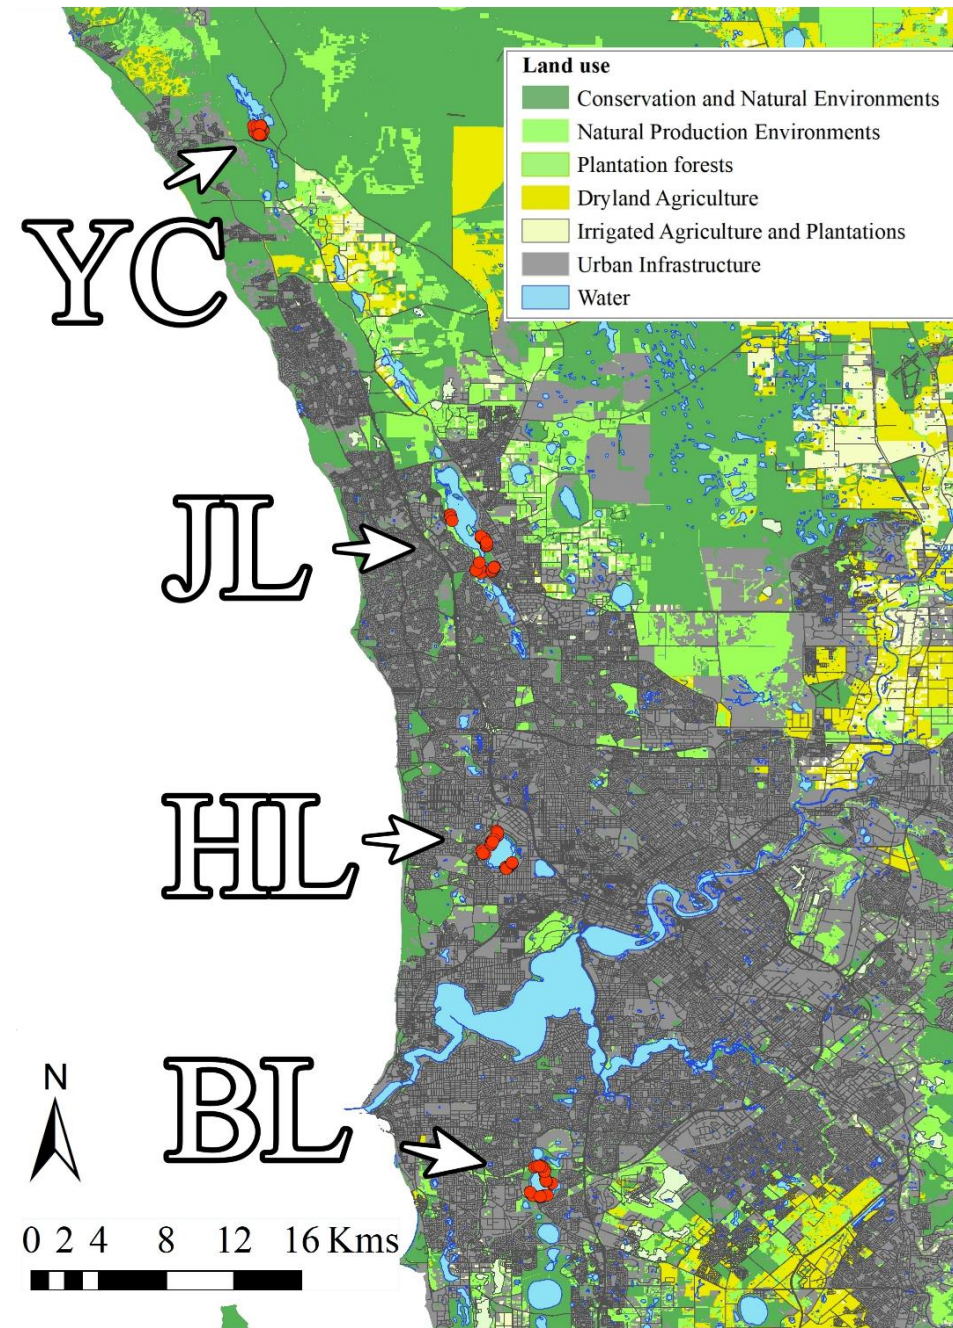 Land use
Conservation and Natural Environments
Natural Production Environments
Plantation forests
Dryland Agriculture
Irrigated Agriculture and Plantations
Urban Infrastructure
Water
YC
JL
HL
BL
N
0 2 4 8 12 16 Kms